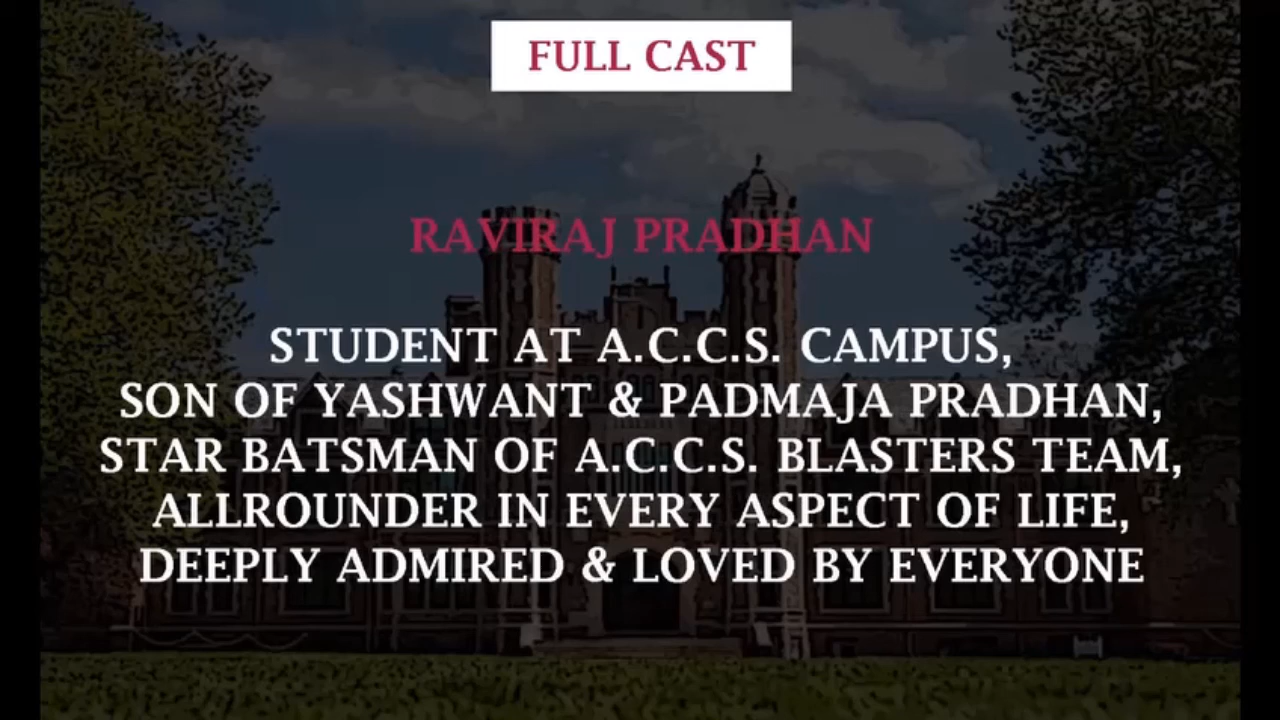 FULL CAST
RAVIRAJ PRADHAN
STUDENT AT A.C.C.S. CAMPUS,
SON OF YASHWANT & PADMAJA PRADHAN,
STAR BATSMAN OF A.C.C.S. BLASTERS TEAM,
ALLROUNDER IN EVERY ASPECT OF LIFE,
DEEPLY ADMIRED & LOVED BY EVERYONE